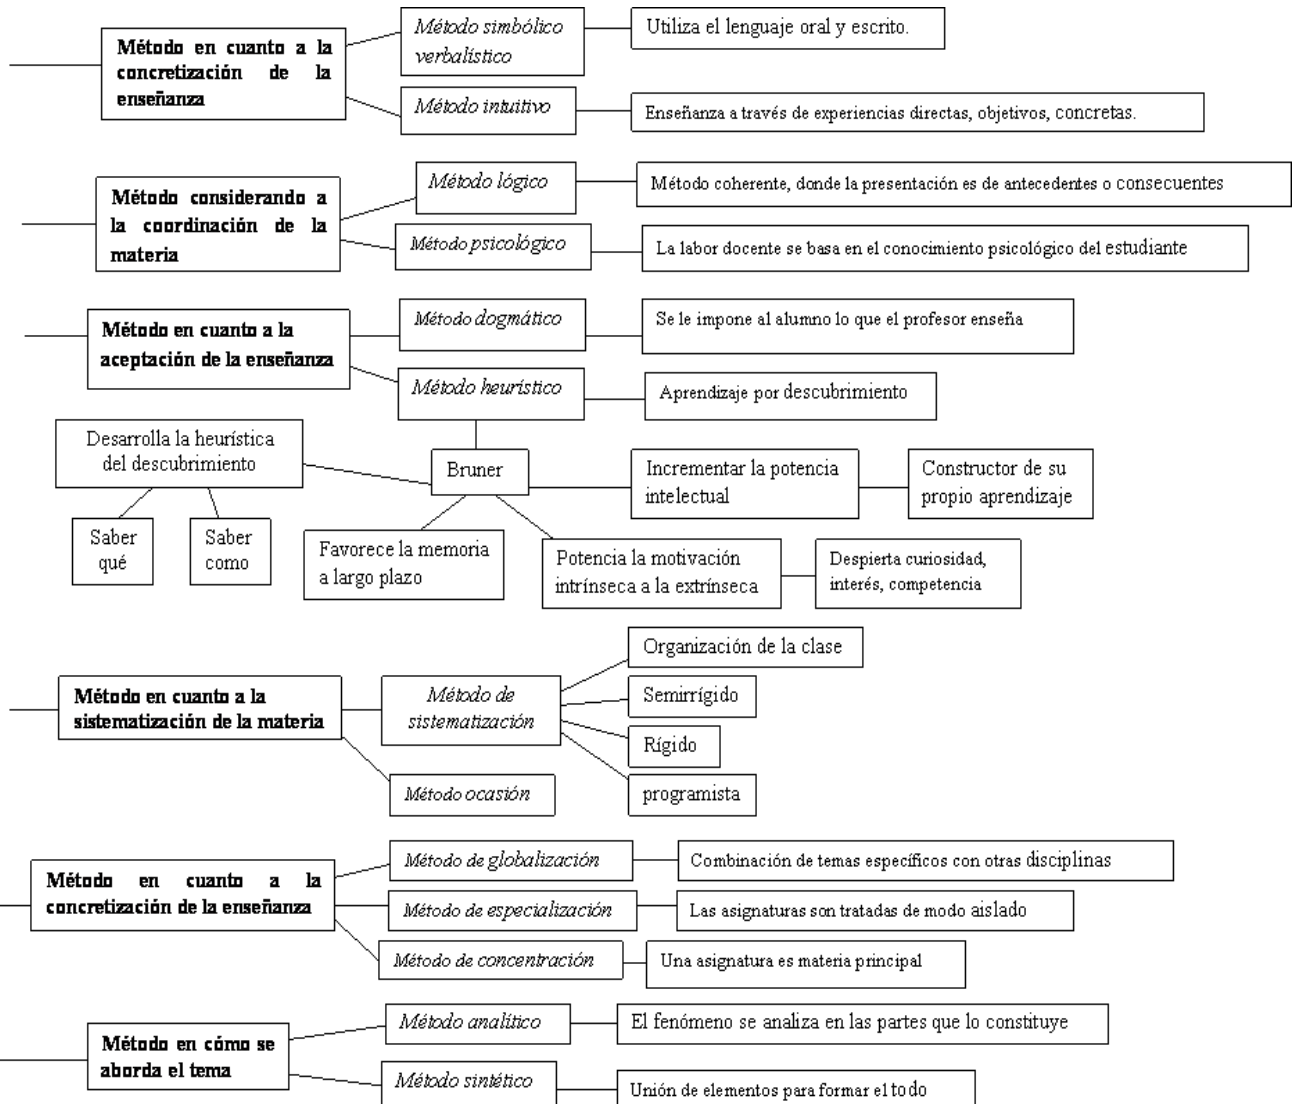 Método en cuanto a la
concretización de la
enseñanza
Método simbólico
verbalístico
Utiliza el lenguaje oral y escrito.
Método intuitivo
Enseñanza a través de experiencias directas, objetivos, concretas.
Método considerando a
la coordinación de la
materia
Método lógico
Método coherente, donde la presentación es de antecedentes o consecuentes
Método psicológico
La labor docente se basa en el conocimiento psicológico del estudiante
Método en cuanto a la
aceptación de la enseñanza
Método dogmático
Se le impone al alumno lo que el profesor enseña
Método heurístico
Aprendizaje por descubrimiento
Desarrolla la heurística
del descubrimiento
Bruner
Incrementar la potencia
intelectual
Constructor de su
propio aprendizaje
Saber
qué
Saber
como
Favorece la memoria
a largo plazo
Potencia la motivación
intrínseca a la extrínseca
Despierta curiosidad,
interés, competencia
Método en cuanto a la
sistematización de la materia
Método de
sistematización
Organización de la clase
Semirrígido
Rígido
programista
Método ocasión
Método en cuanto a la
concretización de la enseñanza
Método de globalización
Combinación de temas específicos con otras disciplinas
Método de especialización
Las asignaturas son tratadas de modo aislado
Método de concentración
Una asignatura es materia principal
Método en cómo se
aborda el tema
Método analítico
El fenómeno se analiza en las partes que lo constituye
Método sintético
Unión de elementos para formar el todo